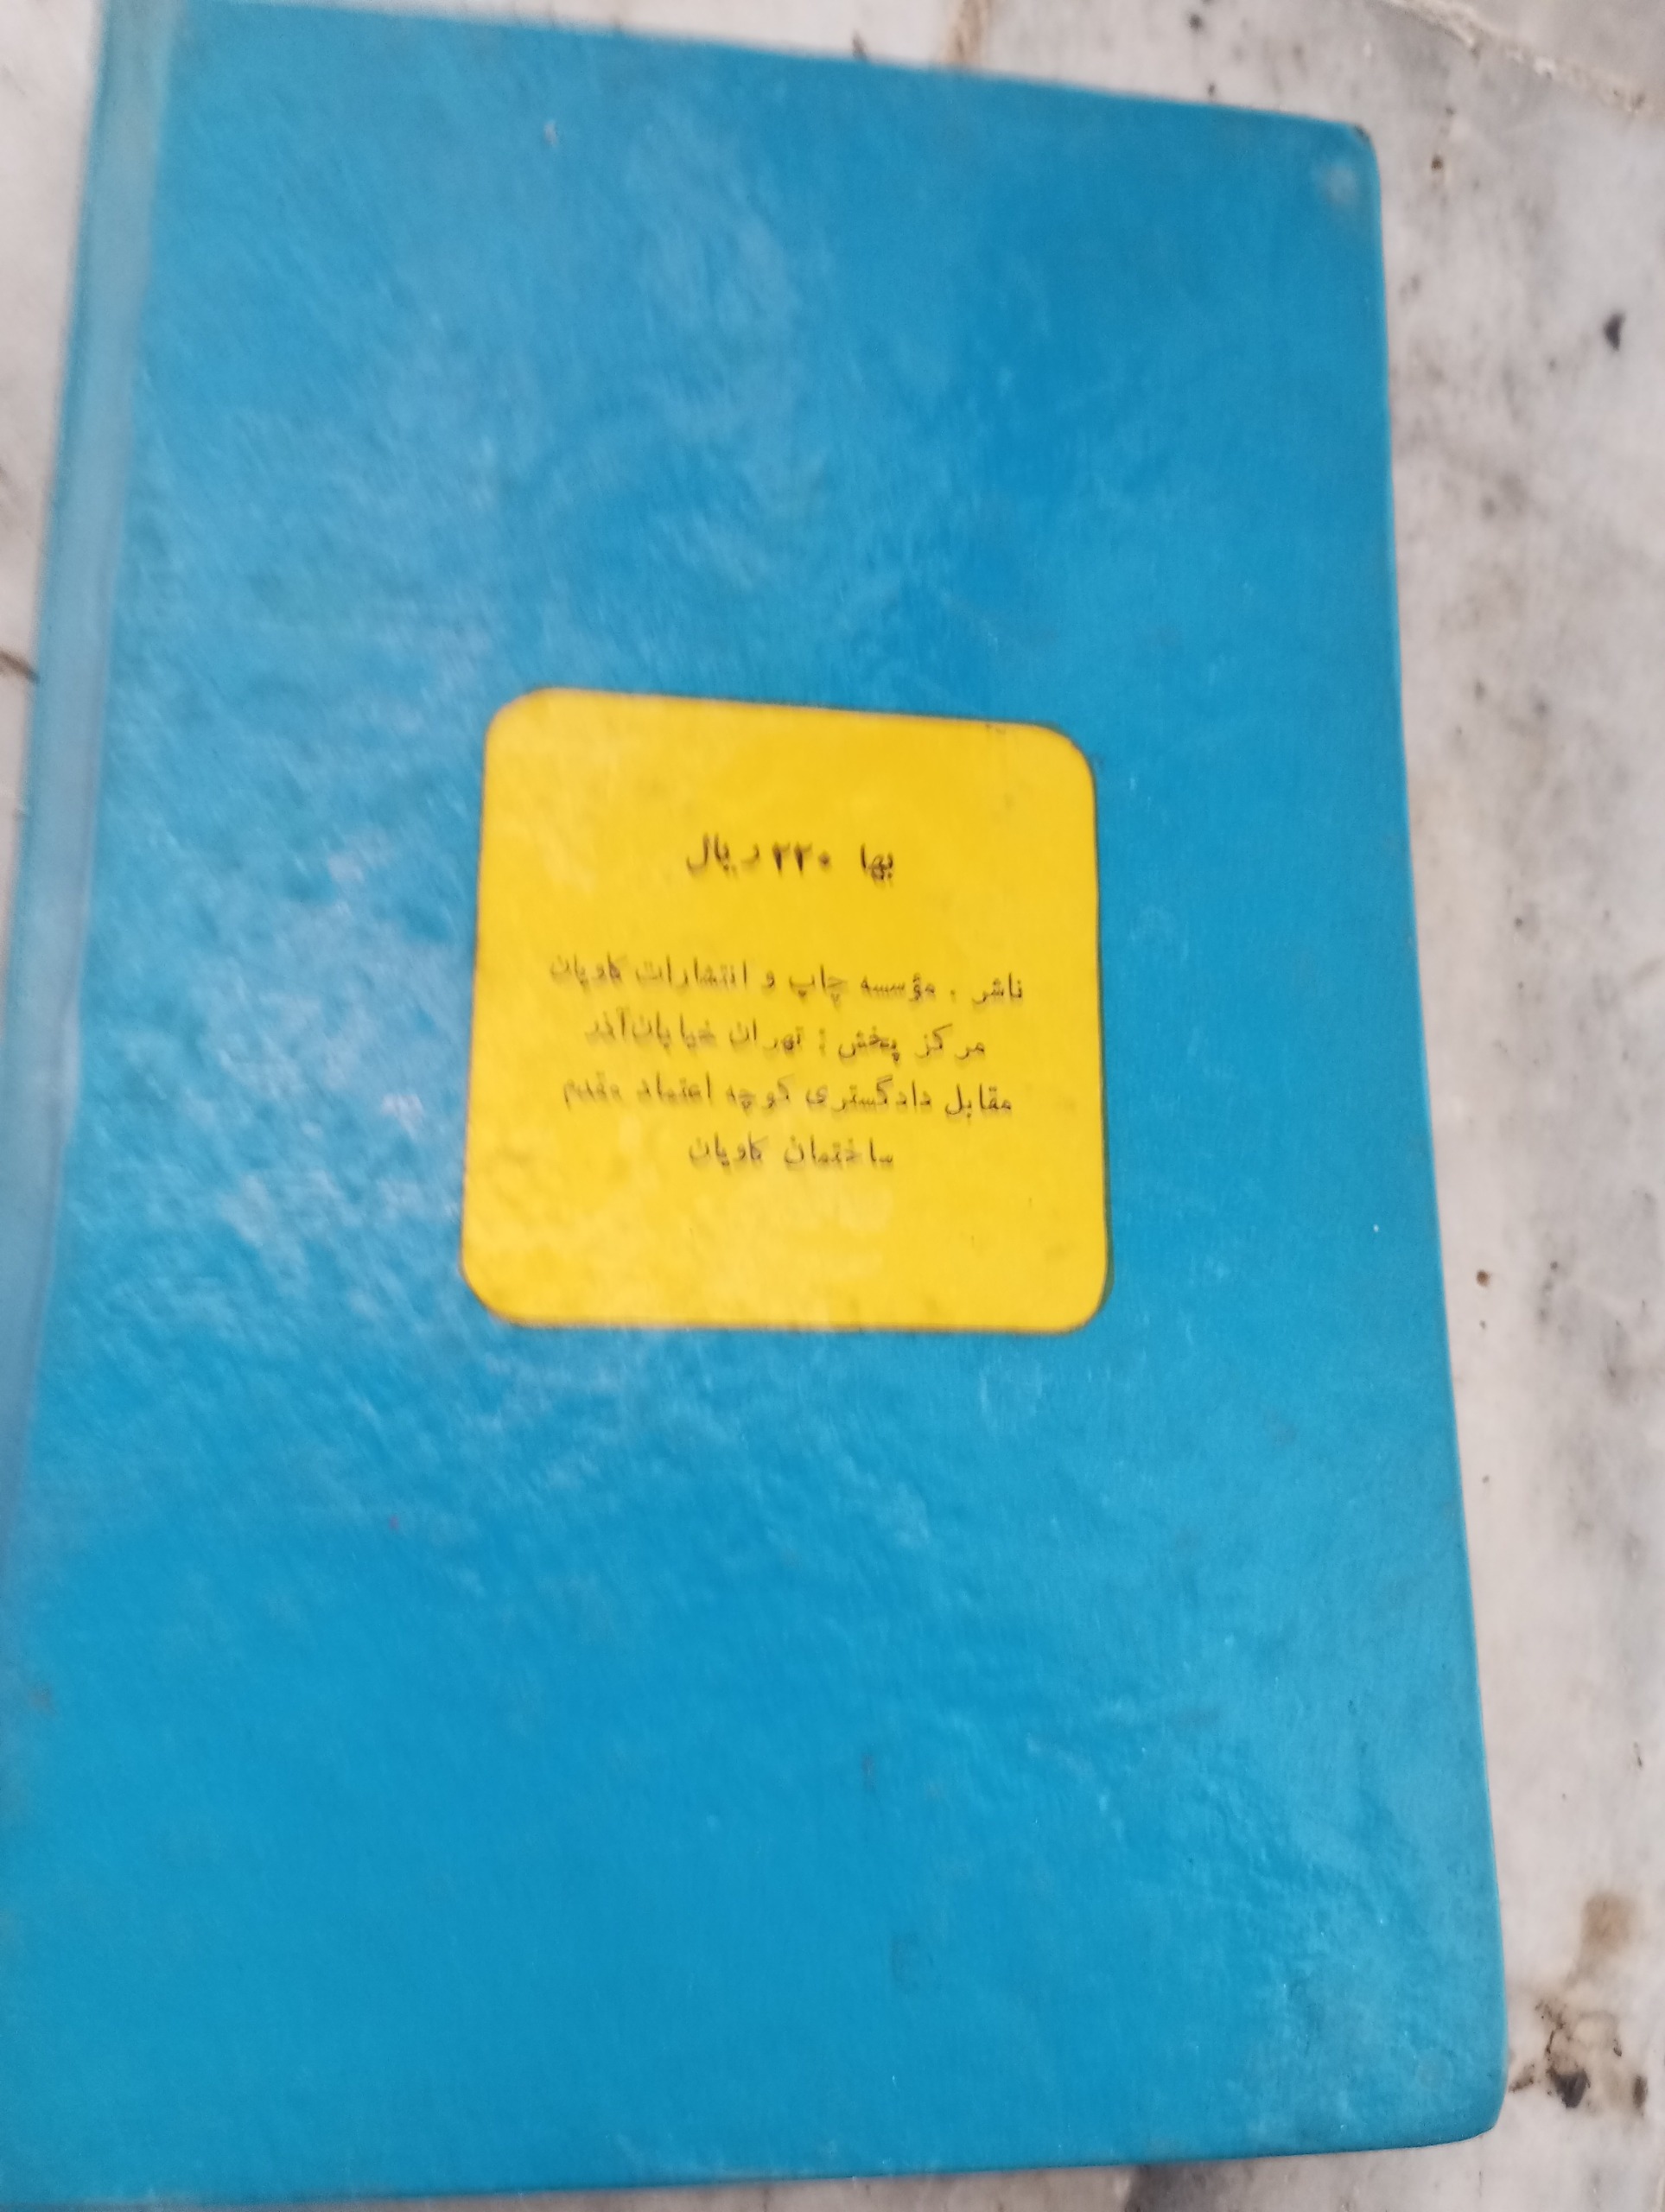 بها ۲۲۰ ریال
ناشر : مؤسسه چاپ و انتشارات کاویان
مرکز پخش : تهران خیابان
مقابل دادگستری کوچه اعتماد مقدم
ساختمان کاویان